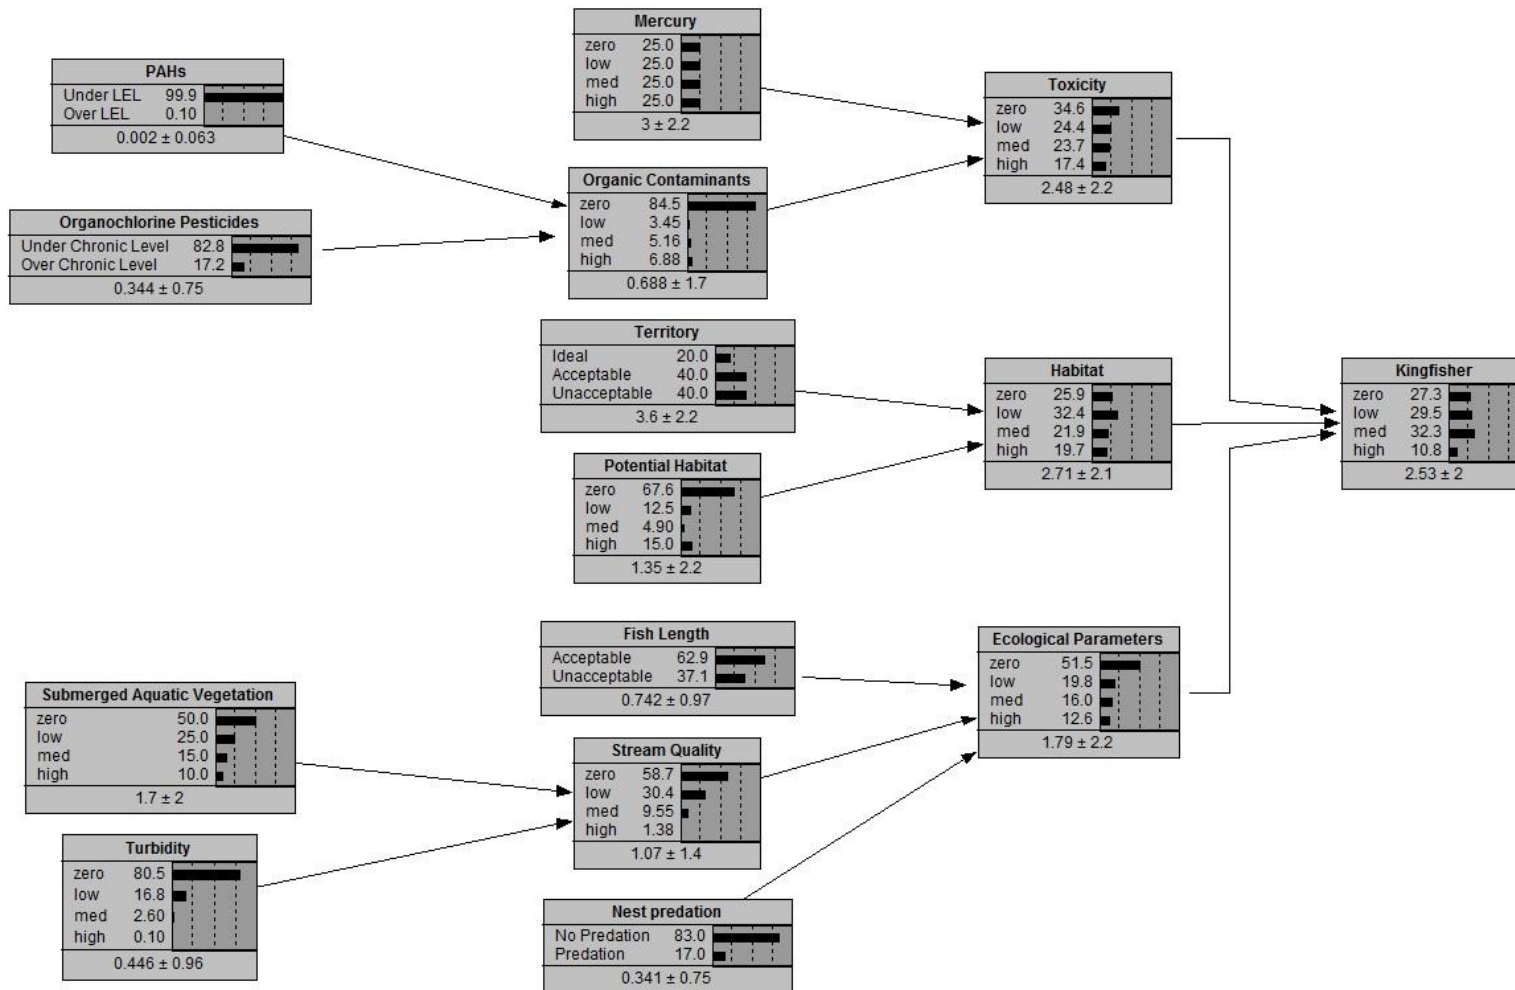 Mercury
zero 25.0
low 25.0
med 25.0
high 25.0
3 ± 2.2
PAHs
Under LEL 99.9
Over LEL 0.10
0.002 ± 0.063
Toxicity
zero 34.6
low 24.4
med 23.7
high 17.4
2.48 ± 2.2
Organic Contaminants
zero 84.5
low 3.45
med 5.16
high 6.88
0.688 ± 1.7
Organochlorine Pesticides
Under Chronic Level 82.8
Over Chronic Level 17.2
0.344 ± 0.75
Territory
Ideal 20.0
Acceptable 40.0
Unacceptable 40.0
3.6 ± 2.2
Habitat
zero 25.9
low 32.4
med 21.9
high 19.7
2.71 ± 2.1
Kingfisher
zero 27.3
low 29.5
med 32.3
high 10.8
2.53 ± 2
Potential Habitat
zero 67.6
low 12.5
med 4.90
high 15.0
1.35 ± 2.2
Fish Length
Acceptable 62.9
Unacceptable 37.1
0.742 ± 0.97
Ecological Parameters
zero 51.5
low 19.8
med 16.0
high 12.6
1.79 ± 2.2
Submerged Aquatic Vegetation
zero 50.0
low 25.0
med 15.0
high 10.0
1.7 ± 2
Stream Quality
zero 58.7
low 30.4
med 9.55
high 1.38
1.07 ± 1.4
Turbidity
zero 80.5
low 16.8
med 2.60
high 0.10
0.446 ± 0.96
Nest predation
No Predation 83.0
Predation 17.0
0.341 ± 0.75